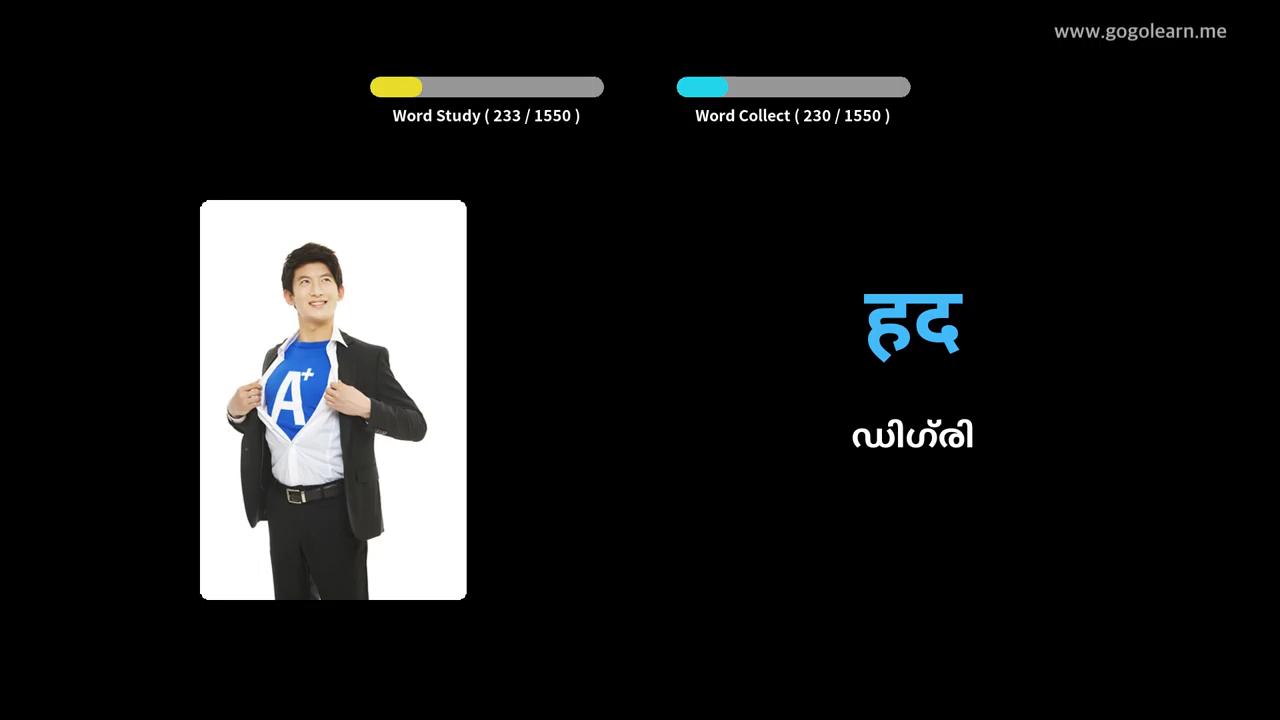 www.gogolearn.me
Word Study ( 233 / 1550 )
Word Collect ( 230 / 1550 )
हद
ഡിഗ്രി
A+